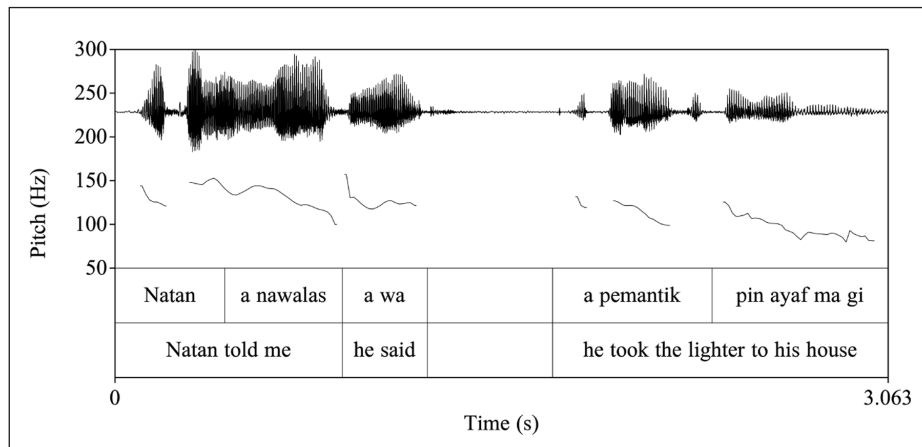 300
250
200
150
100
50
Pitch (Hz)
Natan a nawalas a wa a pemantik pin ayaf ma gi
Natan told me he said he took the lighter to his house
0 3.063
Time (s)